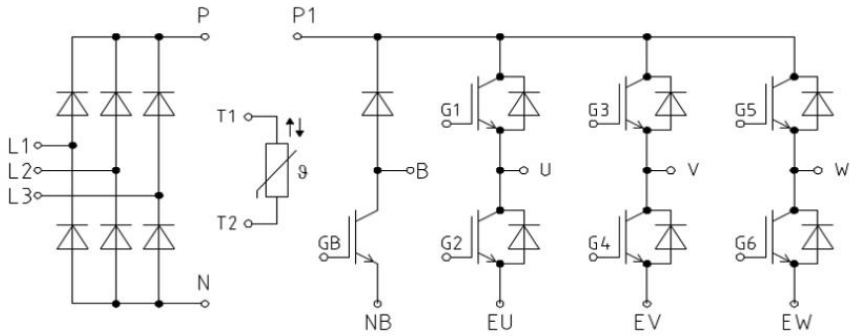 P P1
T1 G1 G3 G5
L1
L2 B U V W
L3 ϑ
T2 GB G2 G4 G6
N
NB EU EV EW